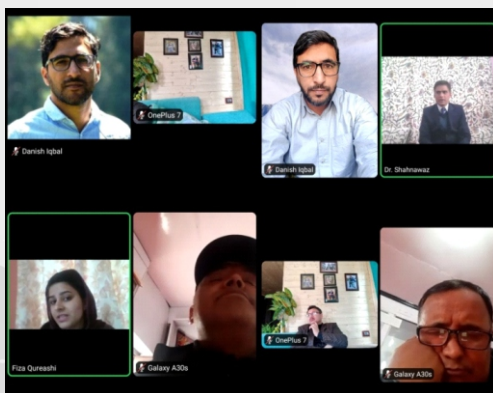 Danish Iqbal
OnePlus 7
Danish Iqbal
Dr. Shahnawaz
Fiza Qureashi
Galaxy A30s
OnePlus 7
Galaxy A30s